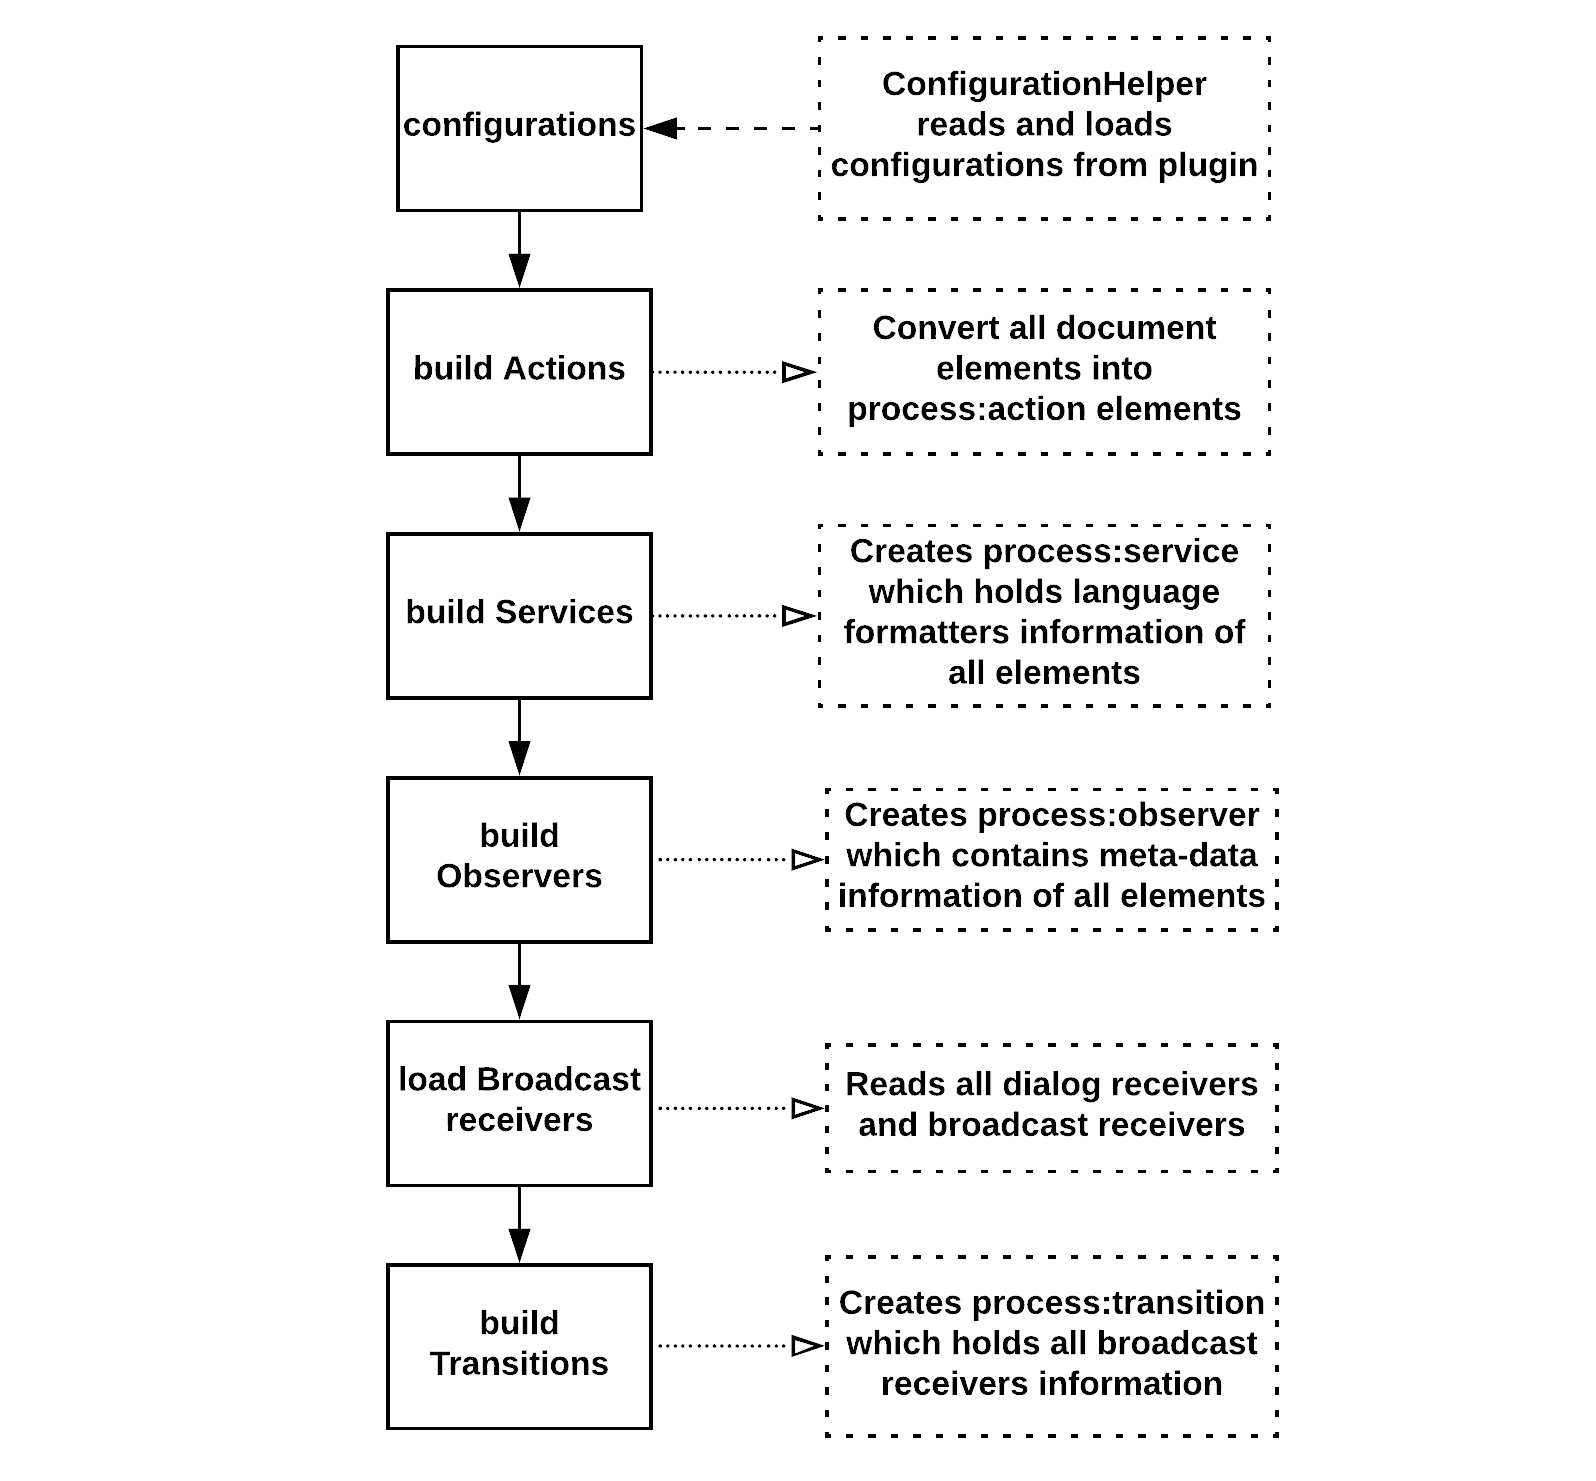 configurations
ConfigurationHelper
reads and loads
configurations from plugin
build Actions
Convert all document
elements into
process:action elements
build Services
Creates process:service
which holds language
formatters information of
all elements
build
Observers
Creates process:observer
which contains meta-data
information of all elements
load Broadcast
receivers
Reads all dialog receivers
and broadcast receivers
build
Transitions
Creates process:transition
which holds all broadcast
receivers information